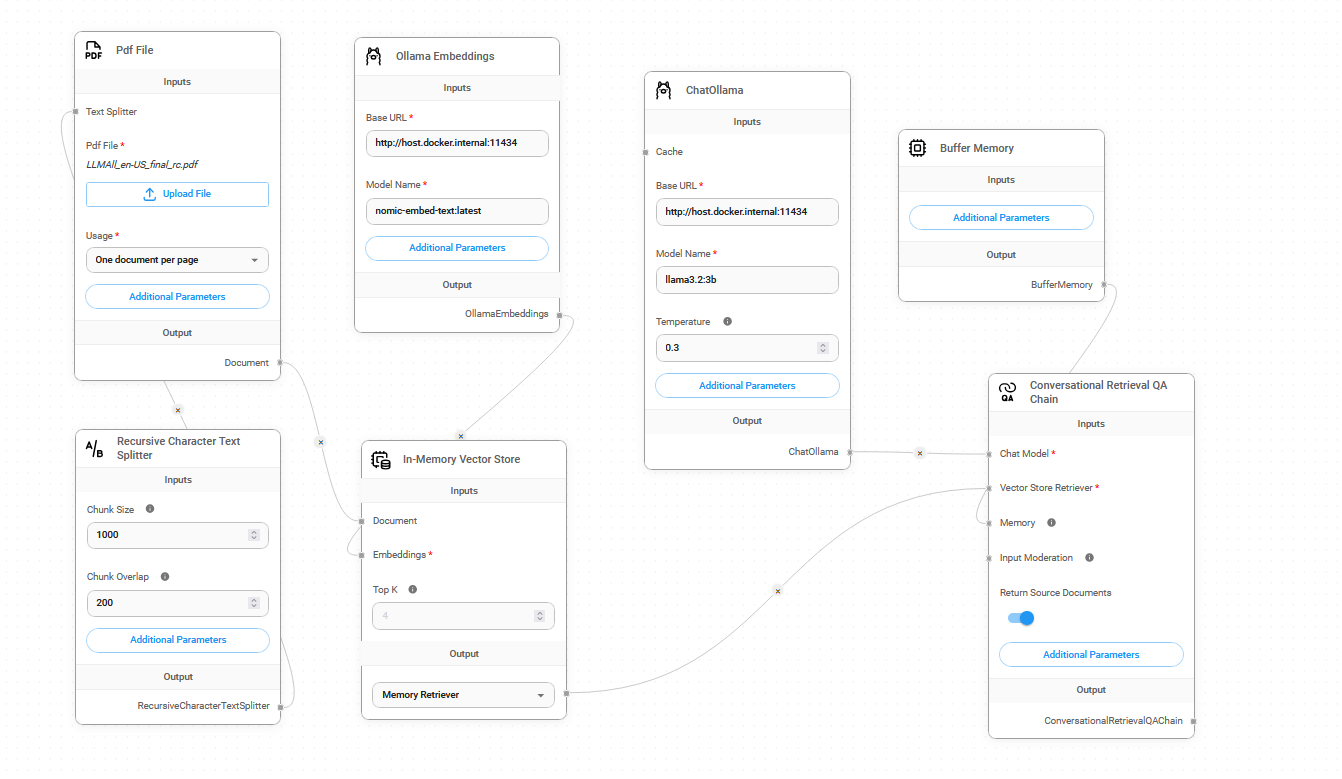 PDF
Pdf File
Inputs
Text Splitter
Pdf File *
LLMAll_en-US_final_rc.pdf
Upload File
Usage *
One document per page
Additional Parameters
Output
Document
A/B
Recursive Character Text
Splitter
Inputs
Chunk Size
1000
Chunk Overlap
200
Additional Parameters
Output
RecursiveCharacterTextSplitter
Ollama Embeddings
Inputs
Base URL *
http://host.docker.internal:11434
Model Name *
nomic-embed-text:latest
Additional Parameters
Output
OllamaEmbeddings
In-Memory Vector Store
Inputs
Document
Embeddings *
Top K
4
Output
Memory Retriever
ChatOllama
Inputs
Cache
Base URL *
http://host.docker.internal:11434
Model Name *
llama3.2:3b
Temperature
0.3
Additional Parameters
Output
ChatOllama
Buffer Memory
Inputs
Additional Parameters
Output
BufferMemory
QA
Conversational Retrieval QA
Chain
Inputs
Chat Model *
Vector Store Retriever *
Memory
Input Moderation
Return Source Documents
Additional Parameters
Output
ConversationalRetrievalQAChain